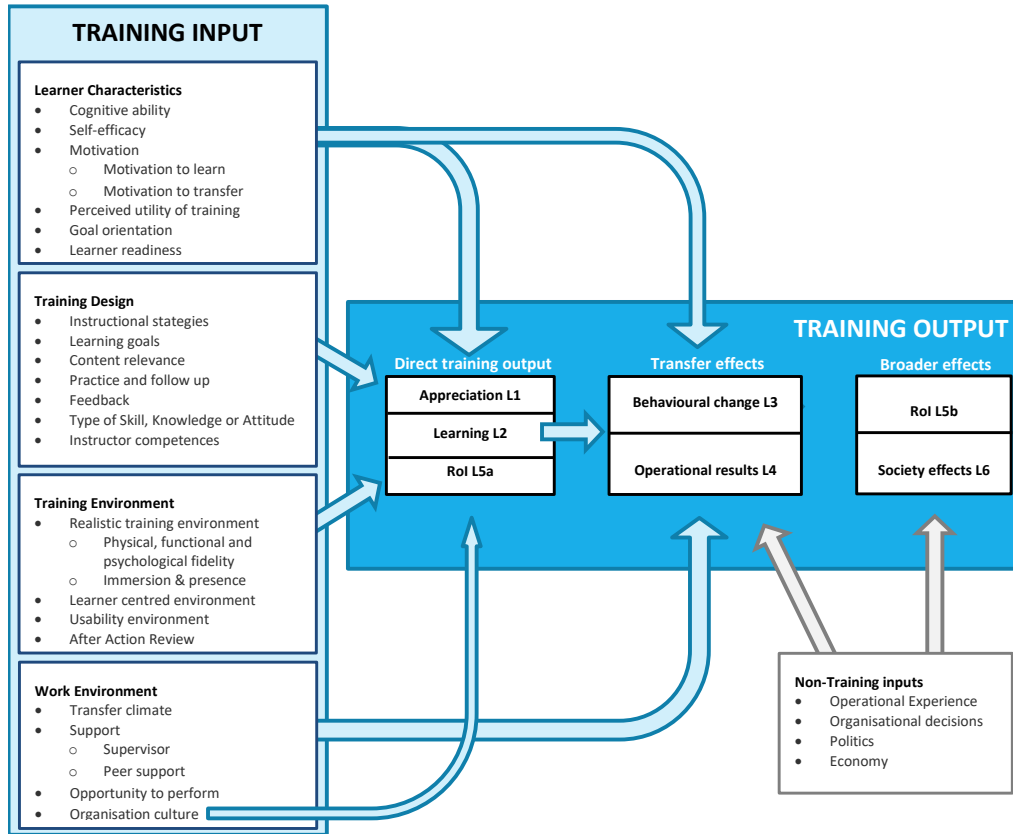 TRAINING INPUT
Learner Characteristics
• Cognitive ability
• Self-efficacy
• Motivation
o Motivation to learn
o Motivation to transfer
• Perceived utility of training
• Goal orientation
• Learner readiness
Training Design
• Instructional stategies
• Learning goals
• Content relevance
• Practice and follow up
• Feedback
• Type of Skill, Knowledge or Attitude
• Instructor competences
Training Environment
• Realistic training environment
o Physical, functional and
psychological fidelity
o Immersion & presence
• Learner centred environment
• Usability environment
• After Action Review
Work Environment
• Transfer climate
• Support
o Supervisor
o Peer support
• Opportunity to perform
• Organisation culture
TRAINING OUTPUT
Direct training output
Appreciation L1
Learning L2
RoI L5a
Transfer effects
Behavioural change L3
Operational results L4
Broader effects
RoI L5b
Society effects L6
Non-Training inputs
• Operational Experience
• Organisational decisions
• Politics
• Economy